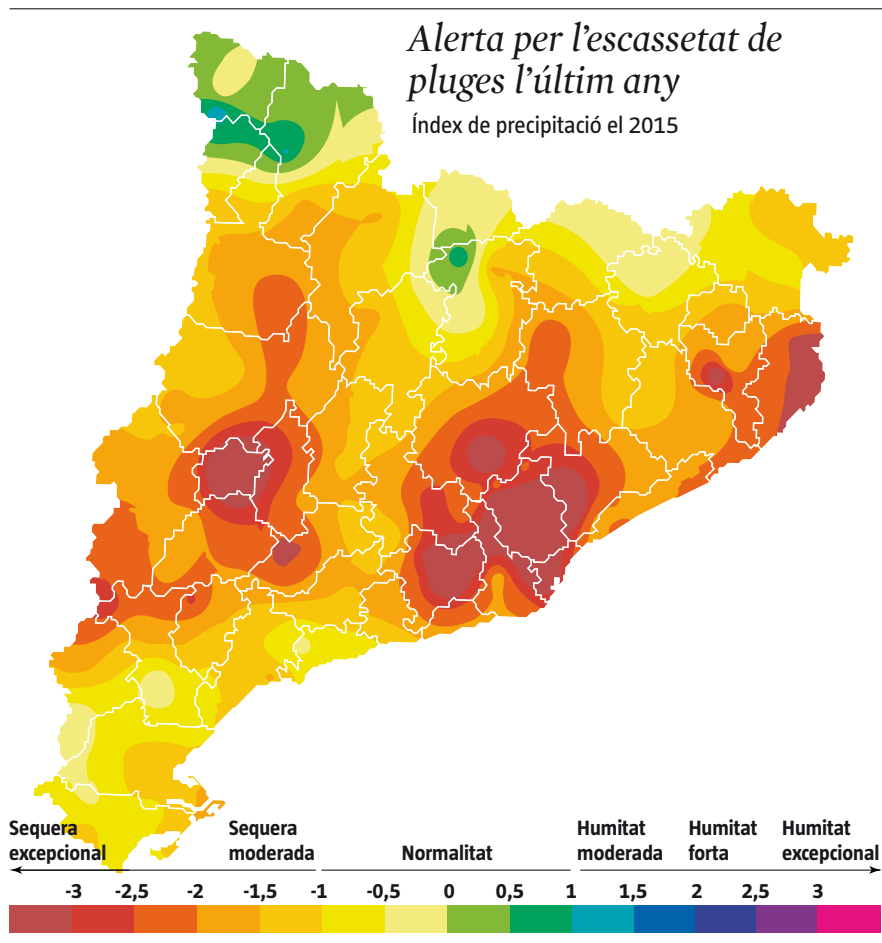 Alerta per l'escassetat de
pluges l'últim any
Índex de precipitació el 2015
Sequera
excepcional
Sequera
moderada
Normalitat
Humitat
moderada
Humitat
forta
Humitat
excepcional
-3 -2,5 -2 -1,5 -1 -0,5 0 0,5 1 1,5 2 2,5 3